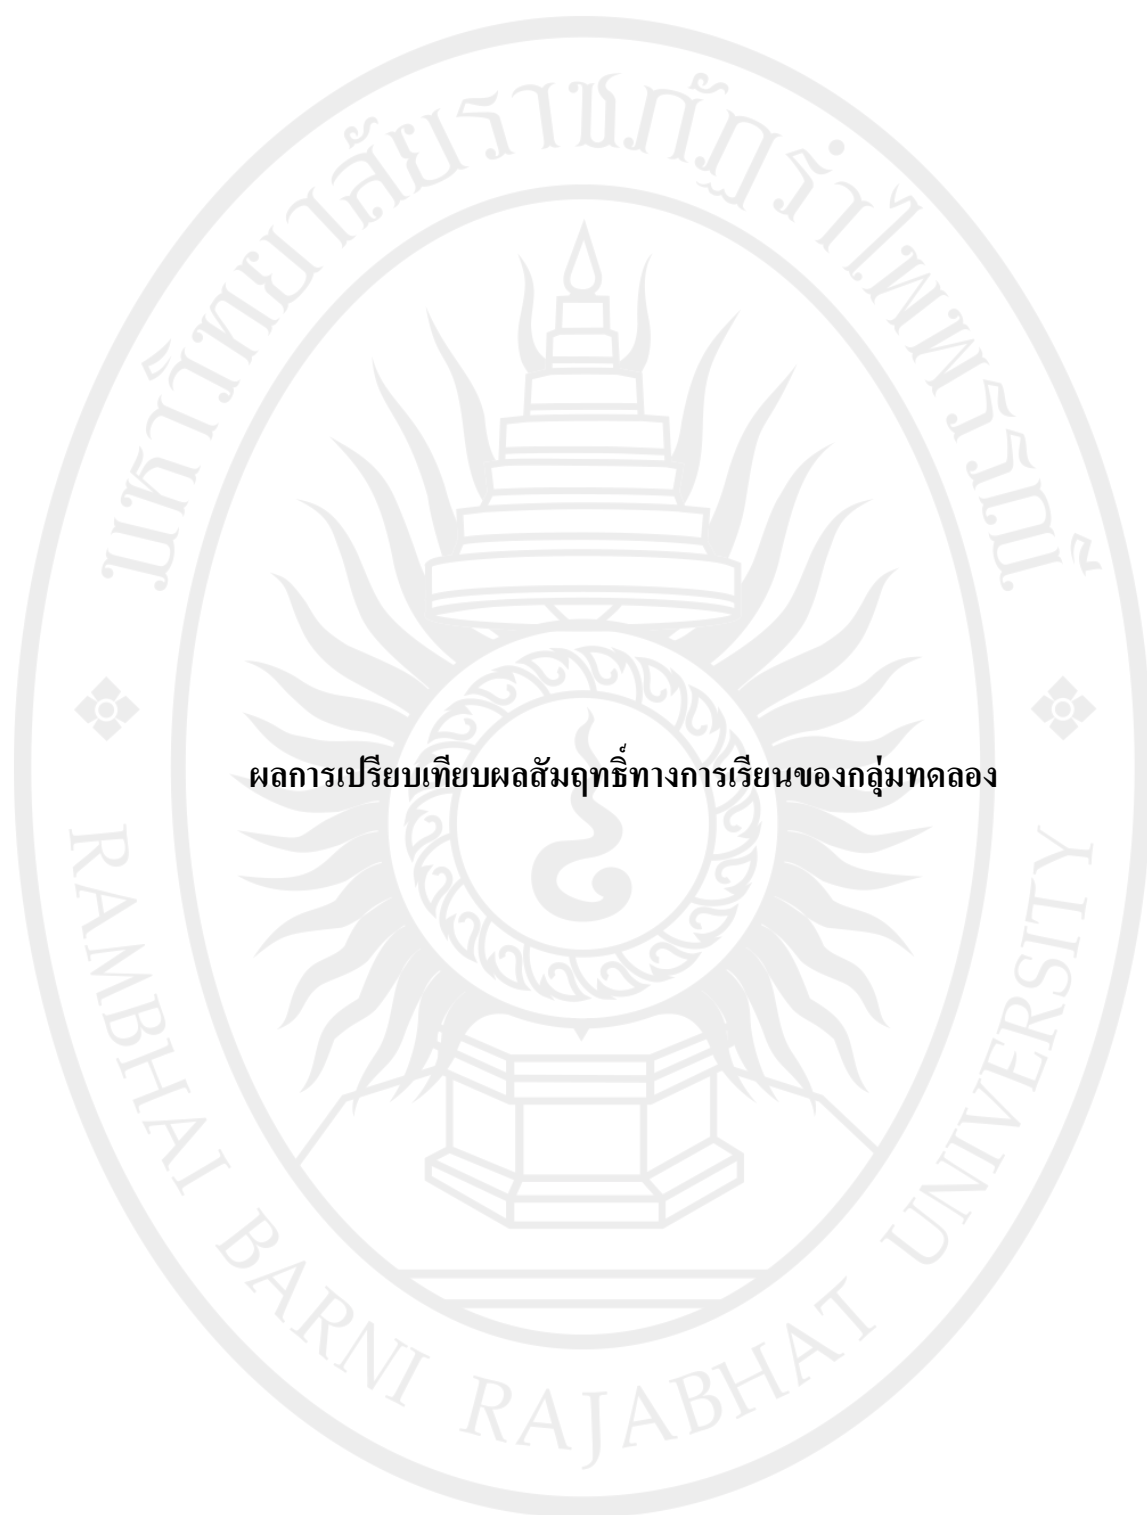 มหาวิทยาลัยราชภัฏรำไพพรรณี
ผลการเปรียบเทียบผลสัมฤทธิ์ทางการเรียนของกลุ่มทดลอง
RAMBHAI BARNI RAJABHAT UNIVERSITY